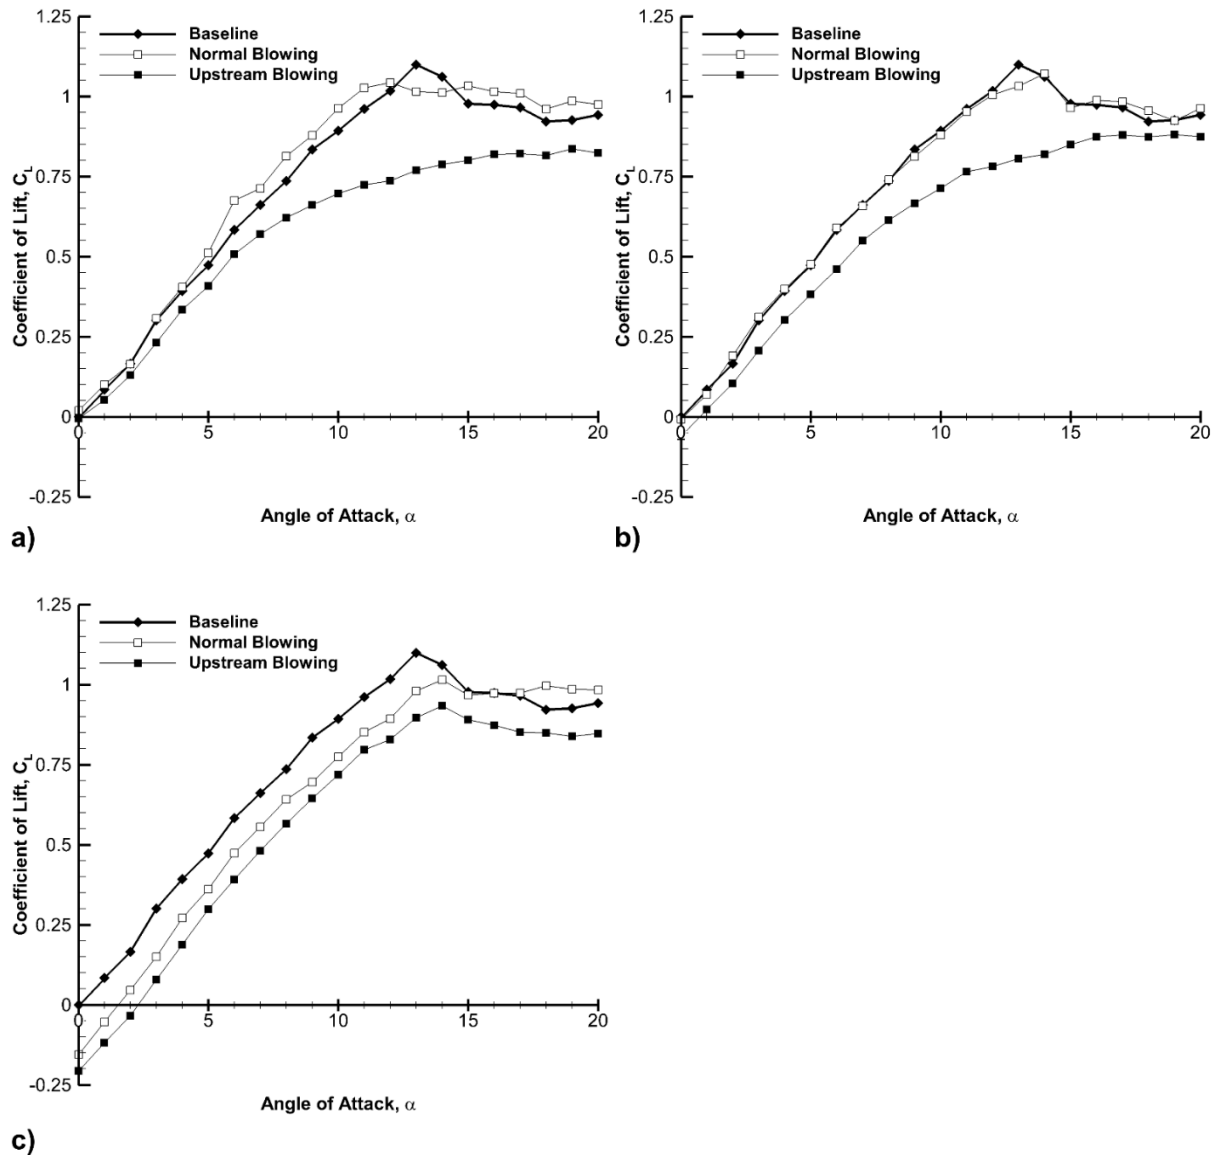 1.25
Baseline
Normal Blowing
Upstream Blowing
1
0.75
0.5
0.25
0
-0.25
Coefficient of Lift, C_L
0 5 10 15 20
Angle of Attack, α
a)
1.25
Baseline
Normal Blowing
Upstream Blowing
1
0.75
0.5
0.25
0
-0.25
Coefficient of Lift, C_L
0 5 10 15 20
Angle of Attack, α
b)
1.25
Baseline
Normal Blowing
Upstream Blowing
1
0.75
0.5
0.25
0
-0.25
Coefficient of Lift, C_L
0 5 10 15 20
Angle of Attack, α
c)